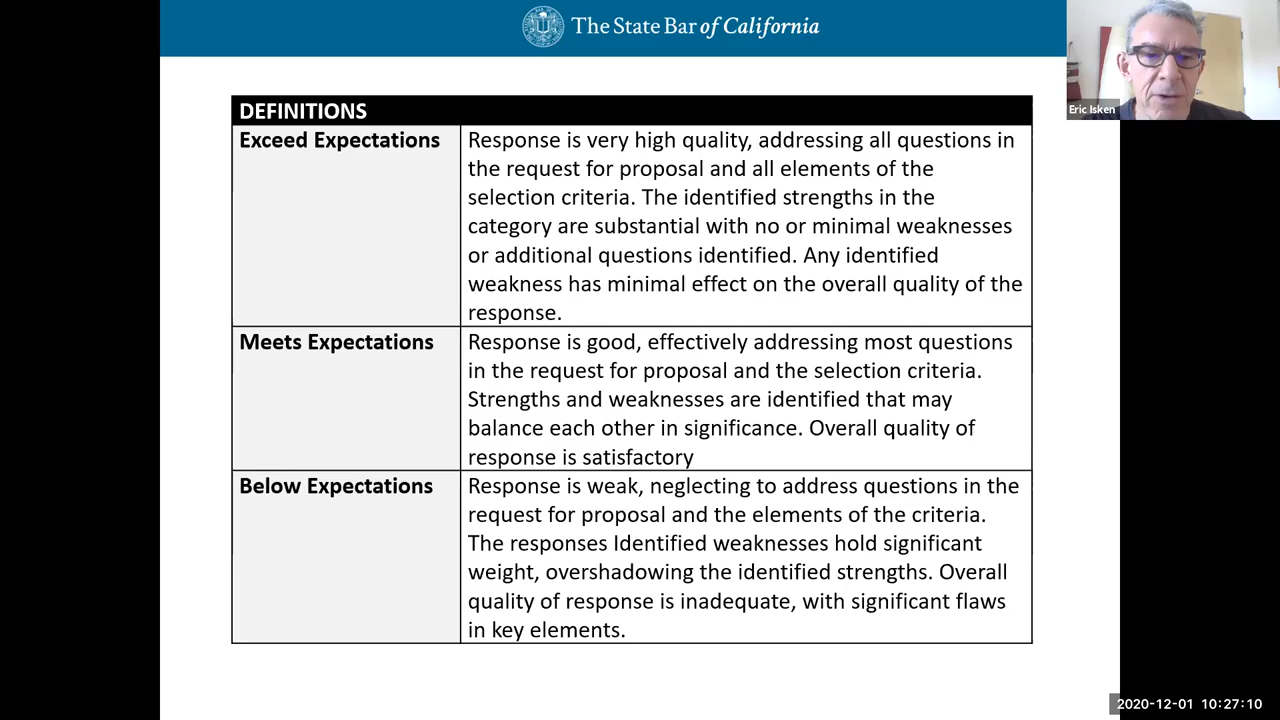 The State Bar of California
Eric Isken
DEFINITIONS
Exceed Expectations
Response is very high quality, addressing all questions in
the request for proposal and all elements of the
selection criteria. The identified strengths in the
category are substantial with no or minimal weaknesses
or additional questions identified. Any identified
weakness has minimal effect on the overall quality of the
response.
Meets Expectations
Response is good, effectively addressing most questions
in the request for proposal and the selection criteria.
Strengths and weaknesses are identified that may
balance each other in significance. Overall quality of
response is satisfactory
Below Expectations
Response is weak, neglecting to address questions in the
request for proposal and the elements of the criteria.
The responses Identified weaknesses hold significant
weight, overshadowing the identified strengths. Overall
quality of response is inadequate, with significant flaws
in key elements.
2020-12-01 10:27:10